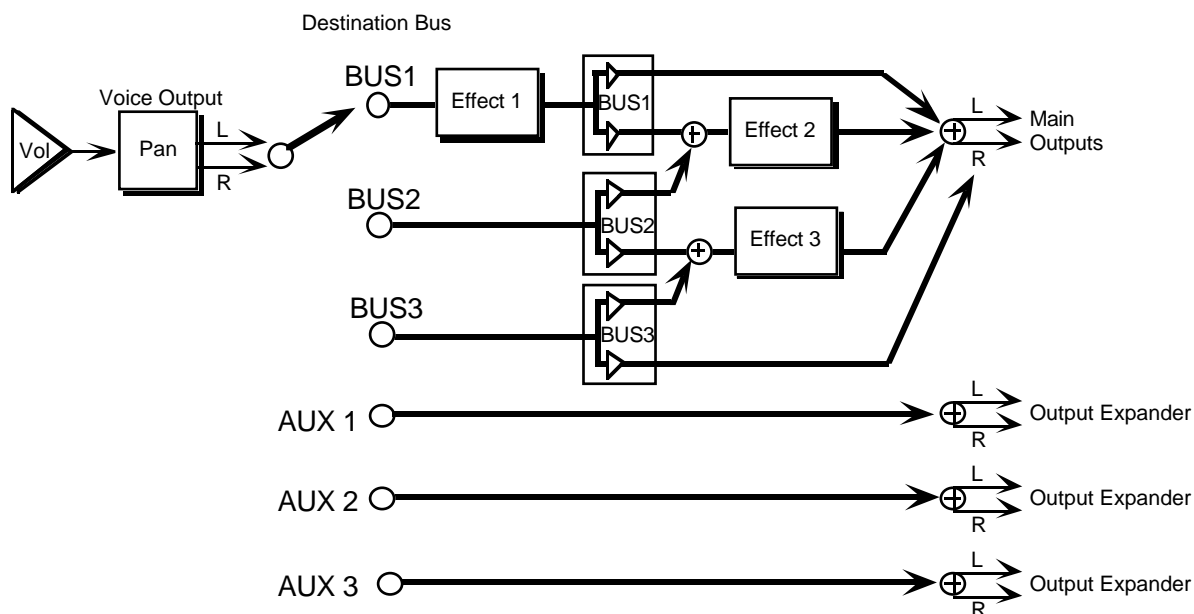 Destination Bus
BUS1
Effect 1
BUS1
Voice Output
L
Main
Vol
Pan
L
Effect 2
Outputs
R
R
BUS2
BUS2
Effect 3
BUS3
BUS3
L
AUX 1
Output Expander
R
L
AUX 2
Output Expander
R
L
AUX 3
Output Expander
R